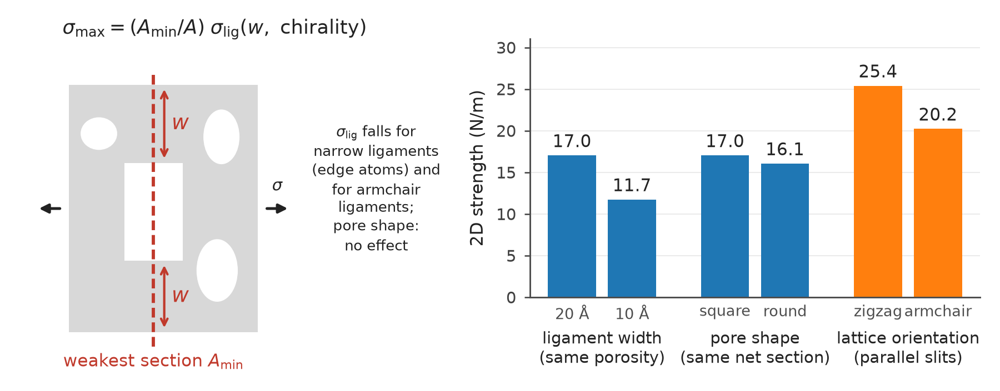 σmax = (Amin/A) σlig(w, chirality)
w
w
σ
weakest section Amin
σlig falls for
narrow ligaments
(edge atoms) and
for armchair
ligaments;
pore shape:
no effect
2D strength (N/m)
30
25
20
15
10
5
0
17.0
11.7
17.0
16.1
25.4
20.2
20 Å
10 Å
square
round
zigzag
armchair
ligament width
(same porosity)
pore shape
(same net section)
lattice orientation
(parallel slits)